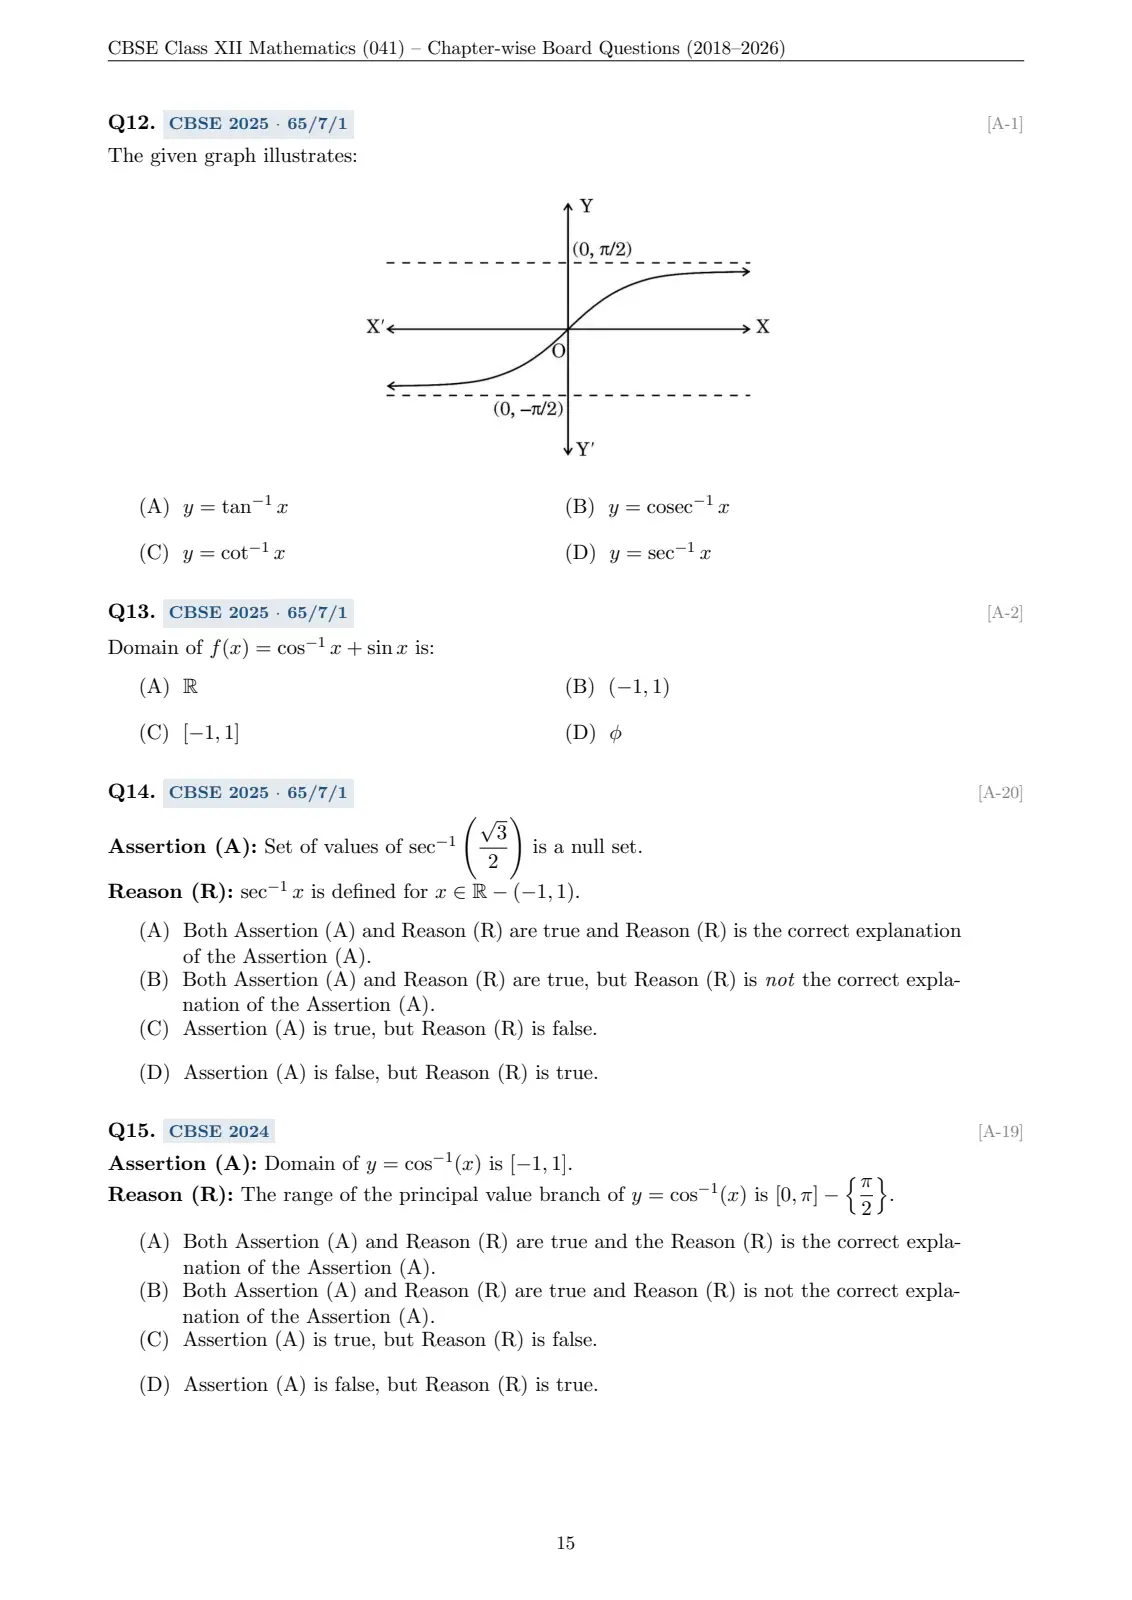 CBSE Class XII Mathematics (041) – Chapter-wise Board Questions (2018–2026)
Q12. CBSE 2025 · 65/7/1 [A-1]
The given graph illustrates:
Y
(0, π/2)
X′ X
O
(0, –π/2)
Y′
(A) y = tan⁻¹ x (B) y = cosec⁻¹ x
(C) y = cot⁻¹ x (D) y = sec⁻¹ x
Q13. CBSE 2025 · 65/7/1 [A-2]
Domain of f(x) = cos⁻¹ x + sin x is:
(A) ℝ (B) (−1, 1)
(C) [−1, 1] (D) ϕ
Q14. CBSE 2025 · 65/7/1 [A-20]
Assertion (A): Set of values of sec⁻¹ (√3/2) is a null set.
Reason (R): sec⁻¹ x is defined for x ∈ ℝ − (−1, 1).
(A) Both Assertion (A) and Reason (R) are true and Reason (R) is the correct explanation
of the Assertion (A).
(B) Both Assertion (A) and Reason (R) are true, but Reason (R) is not the correct expla-
nation of the Assertion (A).
(C) Assertion (A) is true, but Reason (R) is false.
(D) Assertion (A) is false, but Reason (R) is true.
Q15. CBSE 2024 [A-19]
Assertion (A): Domain of y = cos⁻¹(x) is [−1, 1].
Reason (R): The range of the principal value branch of y = cos⁻¹(x) is [0, π] − {π/2}.
(A) Both Assertion (A) and Reason (R) are true and the Reason (R) is the correct expla-
nation of the Assertion (A).
(B) Both Assertion (A) and Reason (R) are true and Reason (R) is not the correct expla-
nation of the Assertion (A).
(C) Assertion (A) is true, but Reason (R) is false.
(D) Assertion (A) is false, but Reason (R) is true.
15